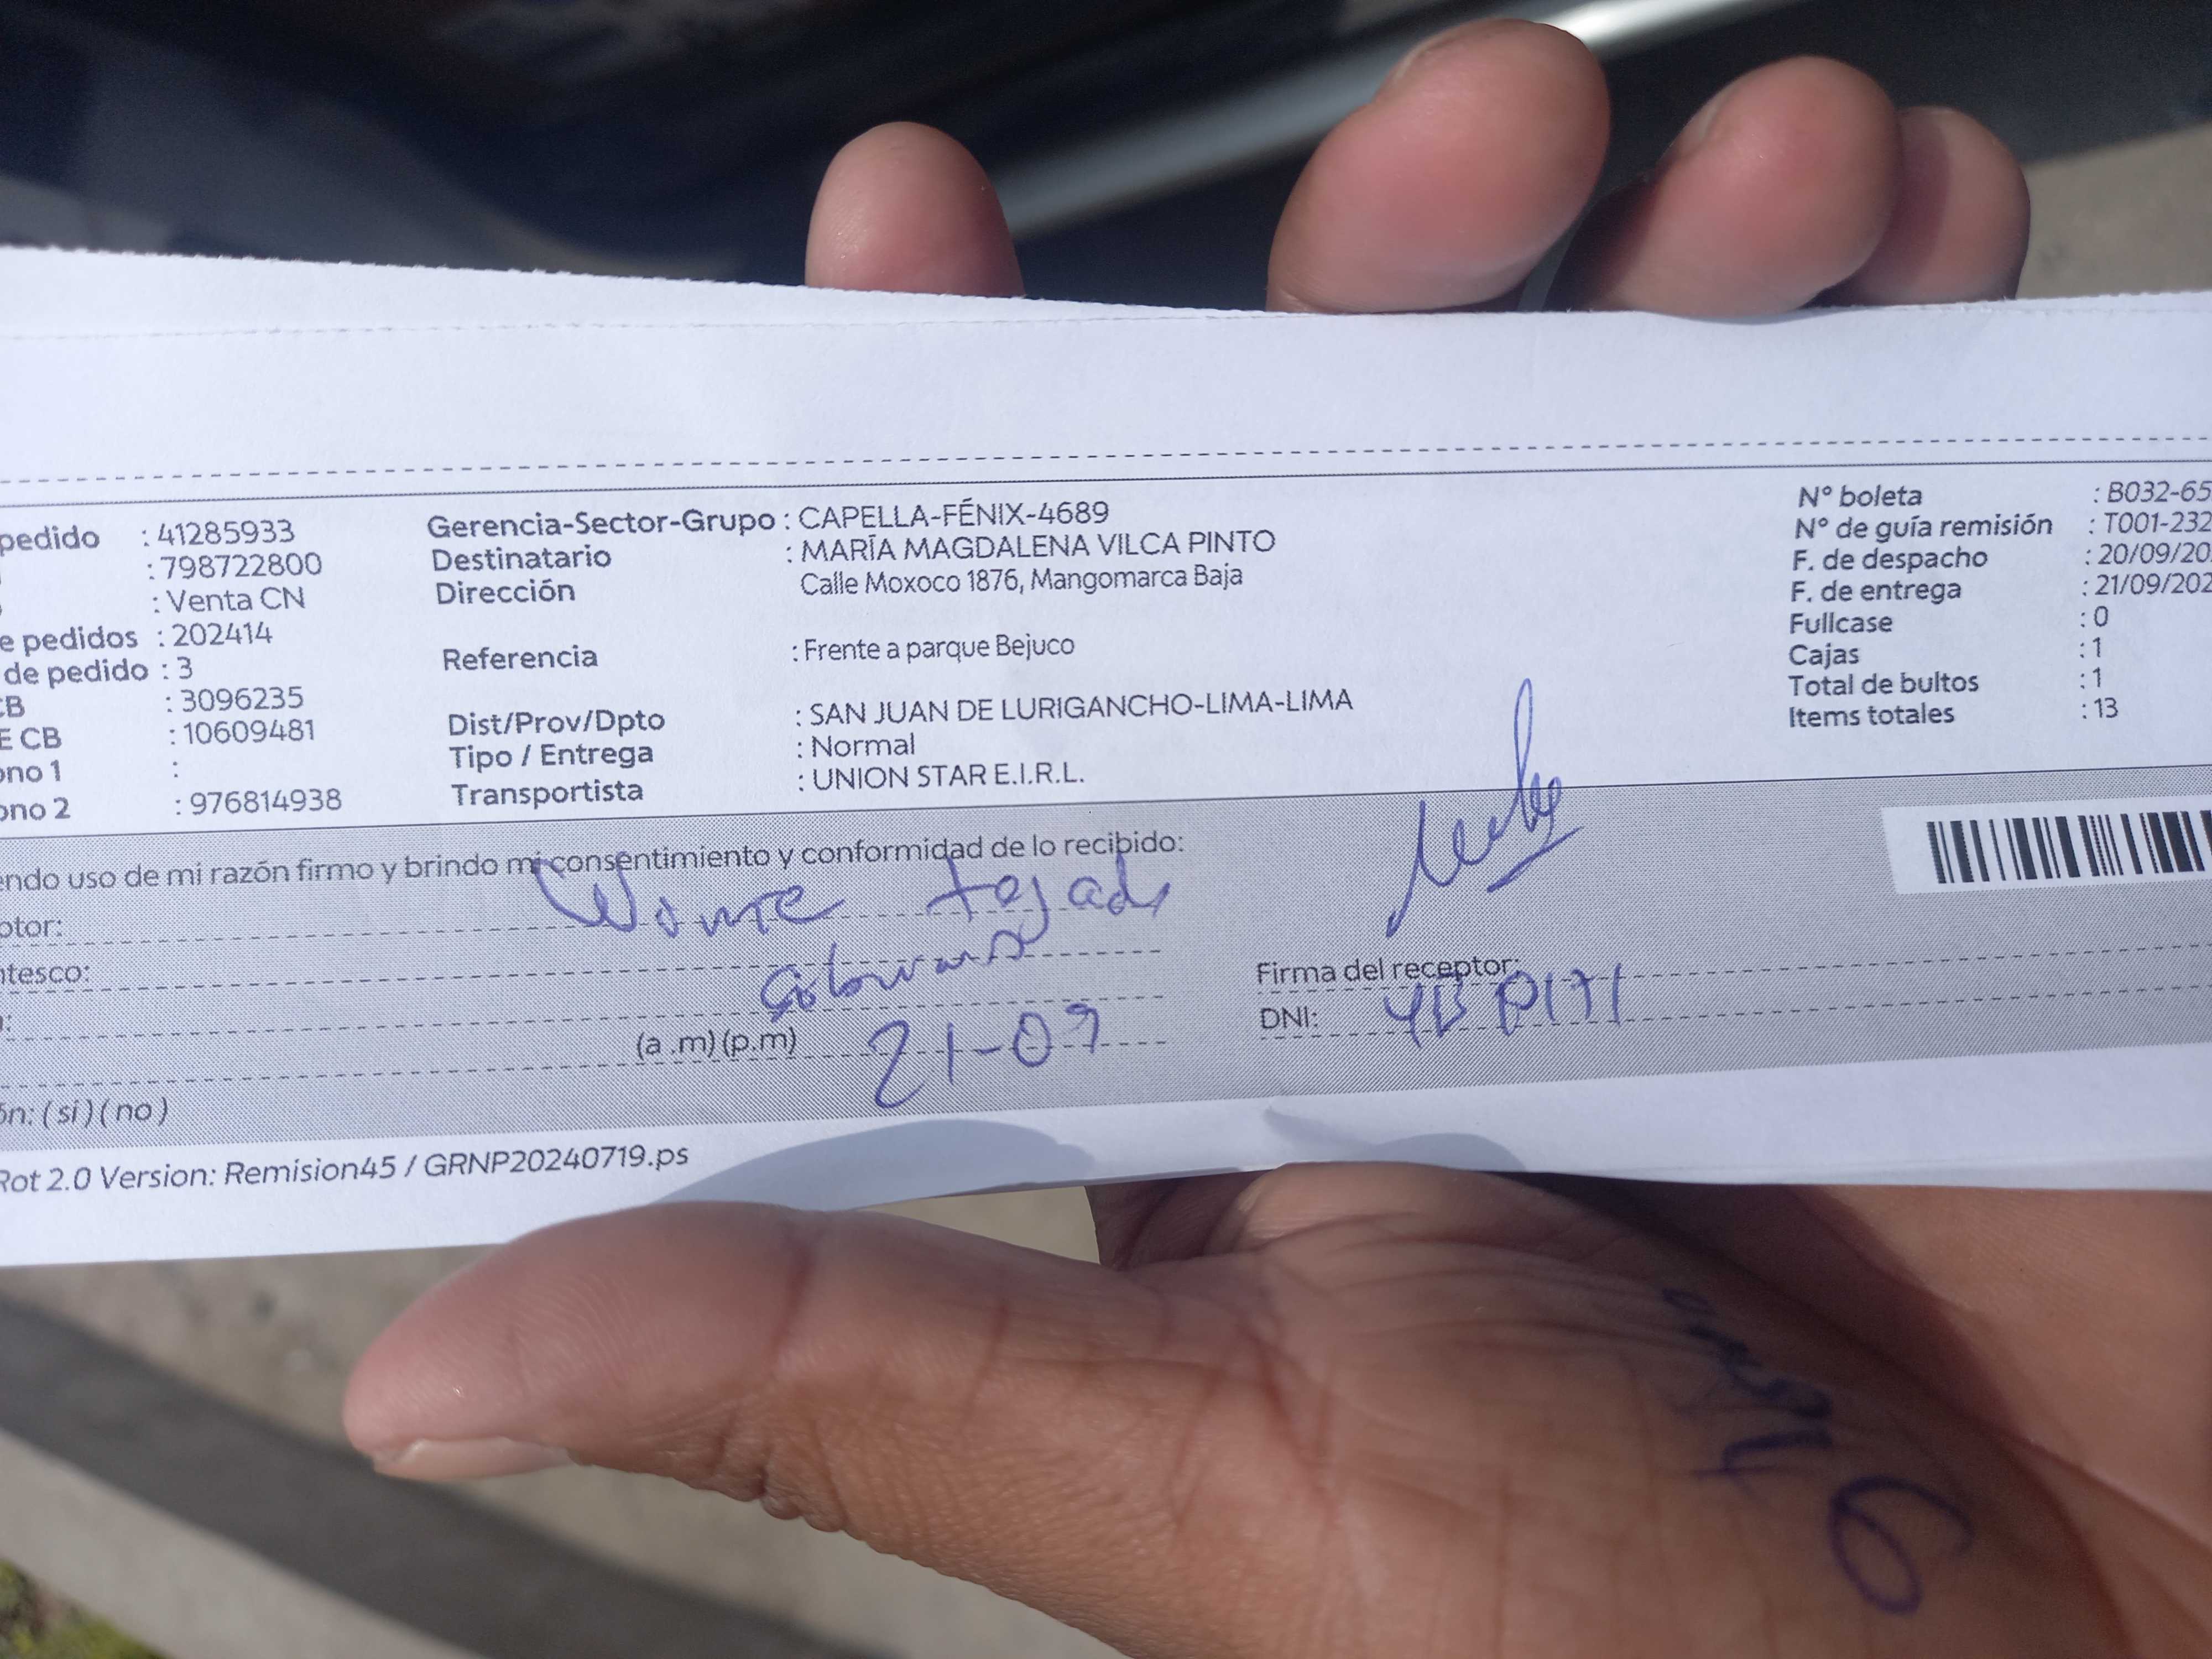 pedido : 41285933 Gerencia-Sector-Grupo : CAPELLA-FÉNIX-4689 N° boleta : B032-65
: 798722800 Destinatario : MARÍA MAGDALENA VILCA PINTO N° de guía remisión : T001-232
: Venta CN Dirección Calle Moxoco 1876, Mangomarca Baja F. de despacho : 20/09/20
e pedidos : 202414 F. de entrega : 21/09/202
de pedido : 3 Referencia : Frente a parque Bejuco Fullcase : 0
CB : 3096235 Cajas : 1
E CB : 10609481 Dist/Prov/Dpto : SAN JUAN DE LURIGANCHO-LIMA-LIMA Total de bultos : 1
ono 1 : Tipo / Entrega : Normal Items totales : 13
ono 2 : 976814938 Transportista : UNION STAR E.I.R.L.
endo uso de mi razón firmo y brindo mi consentimiento y conformidad de lo recibido:
ptor:
ntesco: Firma del receptor:
(a .m) (p.m) 21-09 DNI:
ón: ( si ) ( no )
Rot 2.0 Version: Remision45 / GRNP20240719.ps